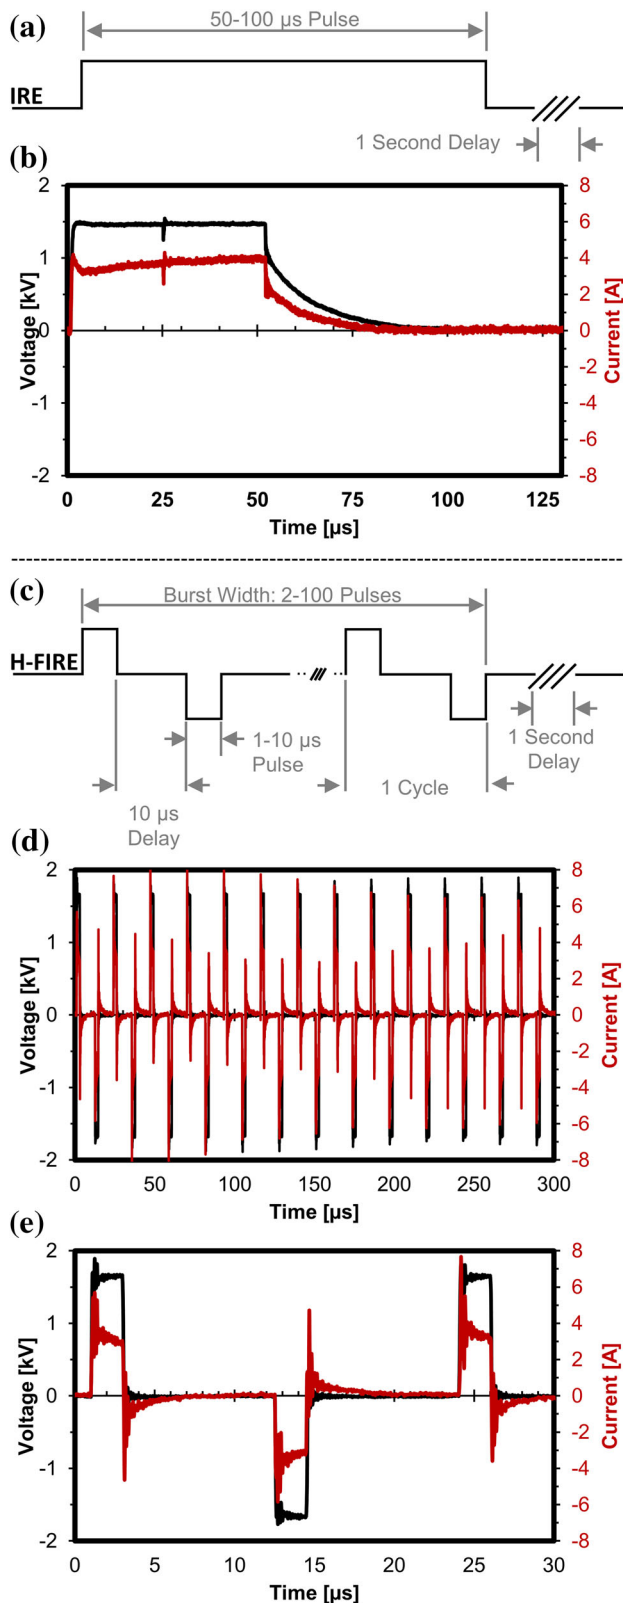 (a)
50-100 µs Pulse
IRE
1 Second Delay
(b)
Voltage [kV]
2
1
0
-1
-2
Current [A]
8
6
4
2
0
-2
-4
-6
-8
0 25 50 75 100 125
Time [µs]
(c)
Burst Width: 2-100 Pulses
H-FIRE
1-10 µs
Pulse
1 Second
Delay
1 Cycle
10 µs
Delay
(d)
Voltage [kV]
2
1
0
-1
-2
Current [A]
8
6
4
2
0
-2
-4
-6
-8
0 50 100 150 200 250 300
Time [µs]
(e)
Voltage [kV]
2
1
0
-1
-2
Current [A]
8
6
4
2
0
-2
-4
-6
-8
0 5 10 15 20 25 30
Time [µs]